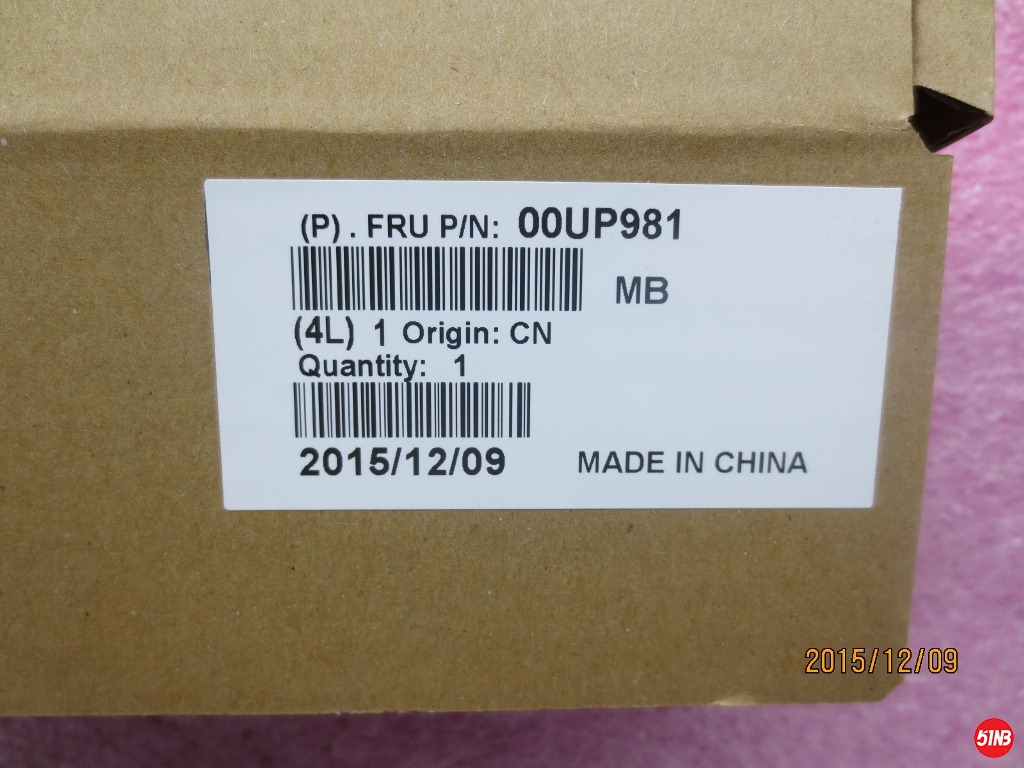 (P) . FRU P/N: 00UP981
MB
(4L) 1 Origin: CN
Quantity: 1
2015/12/09 MADE IN CHINA
2015/12/09
51NB